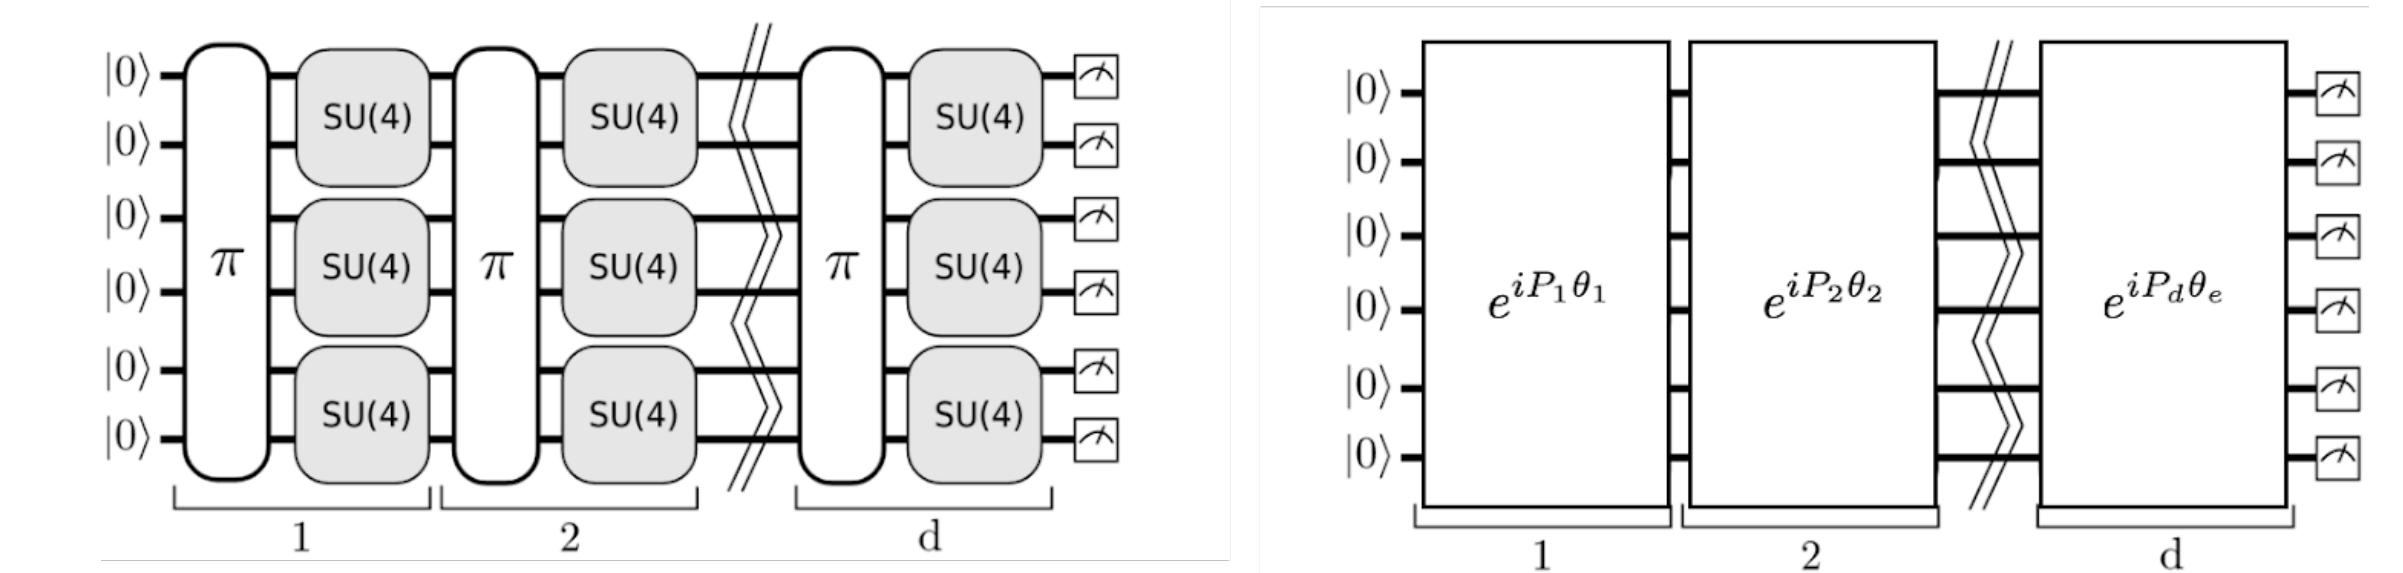 |0⟩
|0⟩
|0⟩
|0⟩
|0⟩
|0⟩
π
SU(4)
SU(4)
SU(4)
π
SU(4)
SU(4)
SU(4)
π
SU(4)
SU(4)
SU(4)
1
2
d
|0⟩
|0⟩
|0⟩
|0⟩
|0⟩
|0⟩
e^{iP_1θ_1}
e^{iP_2θ_2}
e^{iP_dθ_e}
1
2
d